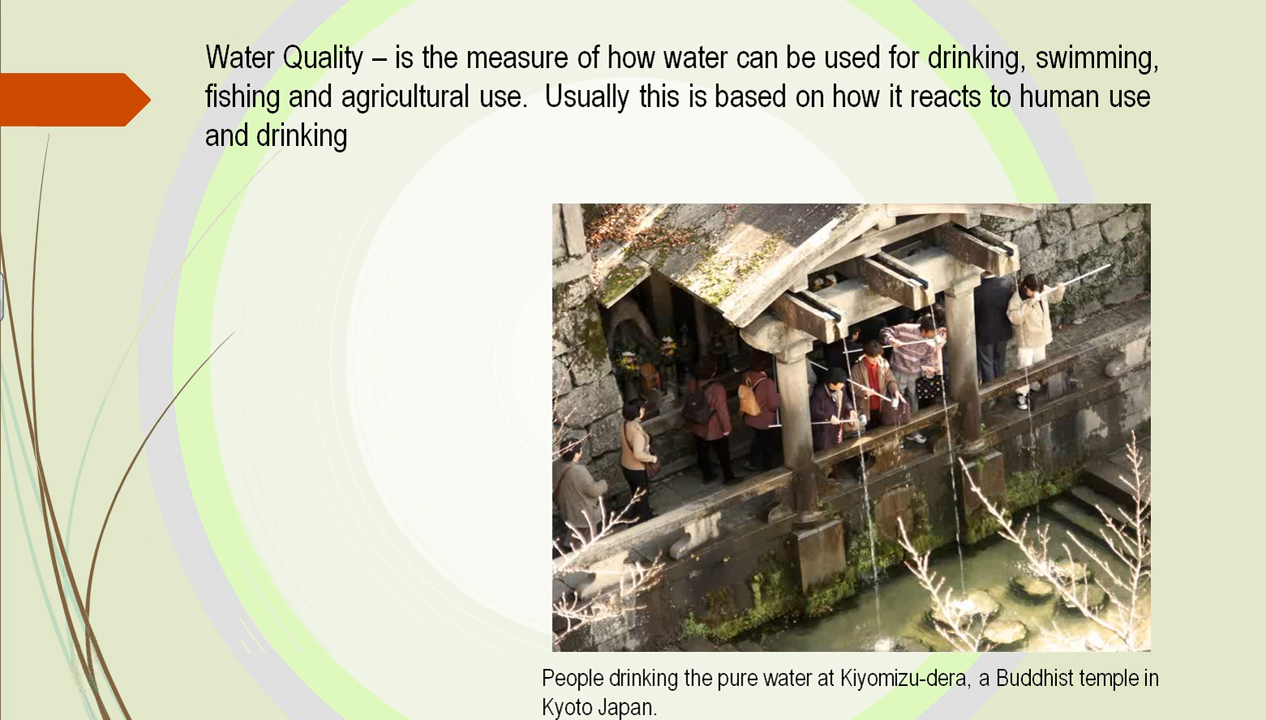 Water Quality – is the measure of how water can be used for drinking, swimming,
fishing and agricultural use.  Usually this is based on how it reacts to human use
and drinking
People drinking the pure water at Kiyomizu-dera, a Buddhist temple in
Kyoto Japan.